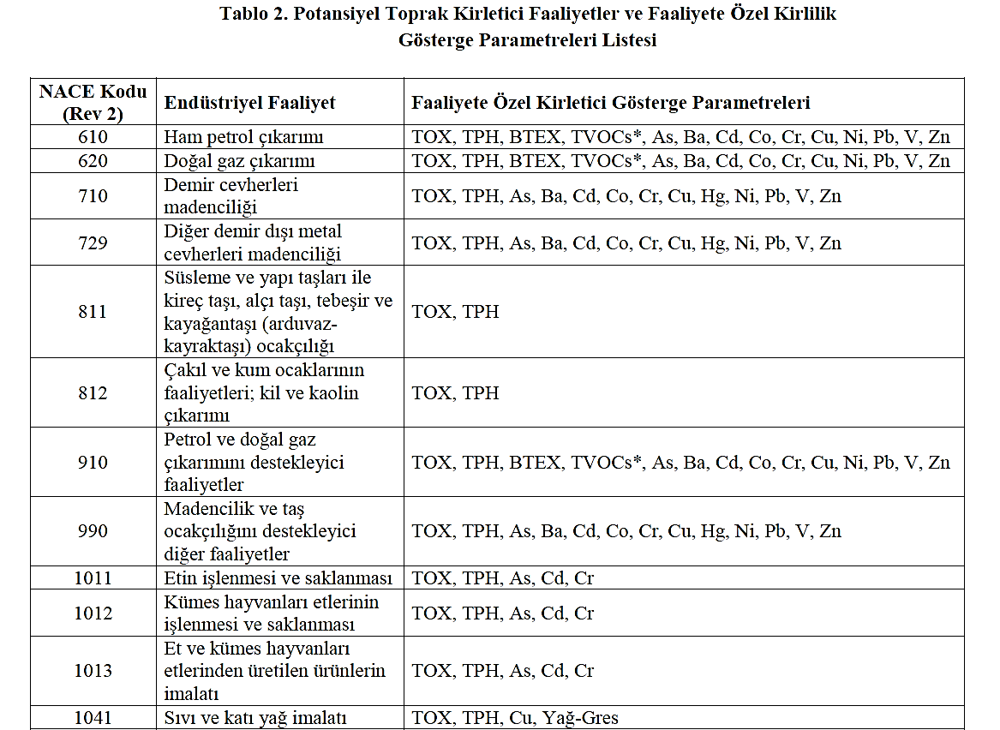 Tablo 2. Potansiyel Toprak Kirletici Faaliyetler ve Faaliyete Özel Kirlilik
Gösterge Parametreleri Listesi
NACE Kodu
(Rev 2)
Endüstriyel Faaliyet
Faaliyete Özel Kirletici Gösterge Parametreleri
610
Ham petrol çıkarımı
TOX, TPH, BTEX, TVOCs*, As, Ba, Cd, Co, Cr, Cu, Ni, Pb, V, Zn
620
Doğal gaz çıkarımı
TOX, TPH, BTEX, TVOCs*, As, Ba, Cd, Co, Cr, Cu, Ni, Pb, V, Zn
710
Demir cevherleri
madenciliği
TOX, TPH, As, Ba, Cd, Co, Cr, Cu, Hg, Ni, Pb, V, Zn
729
Diğer demir dışı metal
cevherleri madenciliği
TOX, TPH, As, Ba, Cd, Co, Cr, Cu, Hg, Ni, Pb, V, Zn
811
Süsleme ve yapı taşları ile
kireç taşı, alçı taşı, tebeşir ve
kayağantaşı (arduvaz-
kayraktaşı) ocakçılığı
TOX, TPH
812
Çakıl ve kum ocaklarının
faaliyetleri; kil ve kaolin
çıkarımı
TOX, TPH
910
Petrol ve doğal gaz
çıkarımını destekleyici
faaliyetler
TOX, TPH, BTEX, TVOCs*, As, Ba, Cd, Co, Cr, Cu, Ni, Pb, V, Zn
990
Madencilik ve taş
ocakçılığını destekleyici
diğer faaliyetler
TOX, TPH, As, Ba, Cd, Co, Cr, Cu, Hg, Ni, Pb, V, Zn
1011
Etin işlenmesi ve saklanması
TOX, TPH, As, Cd, Cr
1012
Kümes hayvanları etlerinin
işlenmesi ve saklanması
TOX, TPH, As, Cd, Cr
1013
Et ve kümes hayvanları
etlerinden üretilen ürünlerin
imalatı
TOX, TPH, As, Cd, Cr
1041
Sıvı ve katı yağ imalatı
TOX, TPH, Cu, Yağ-Gres